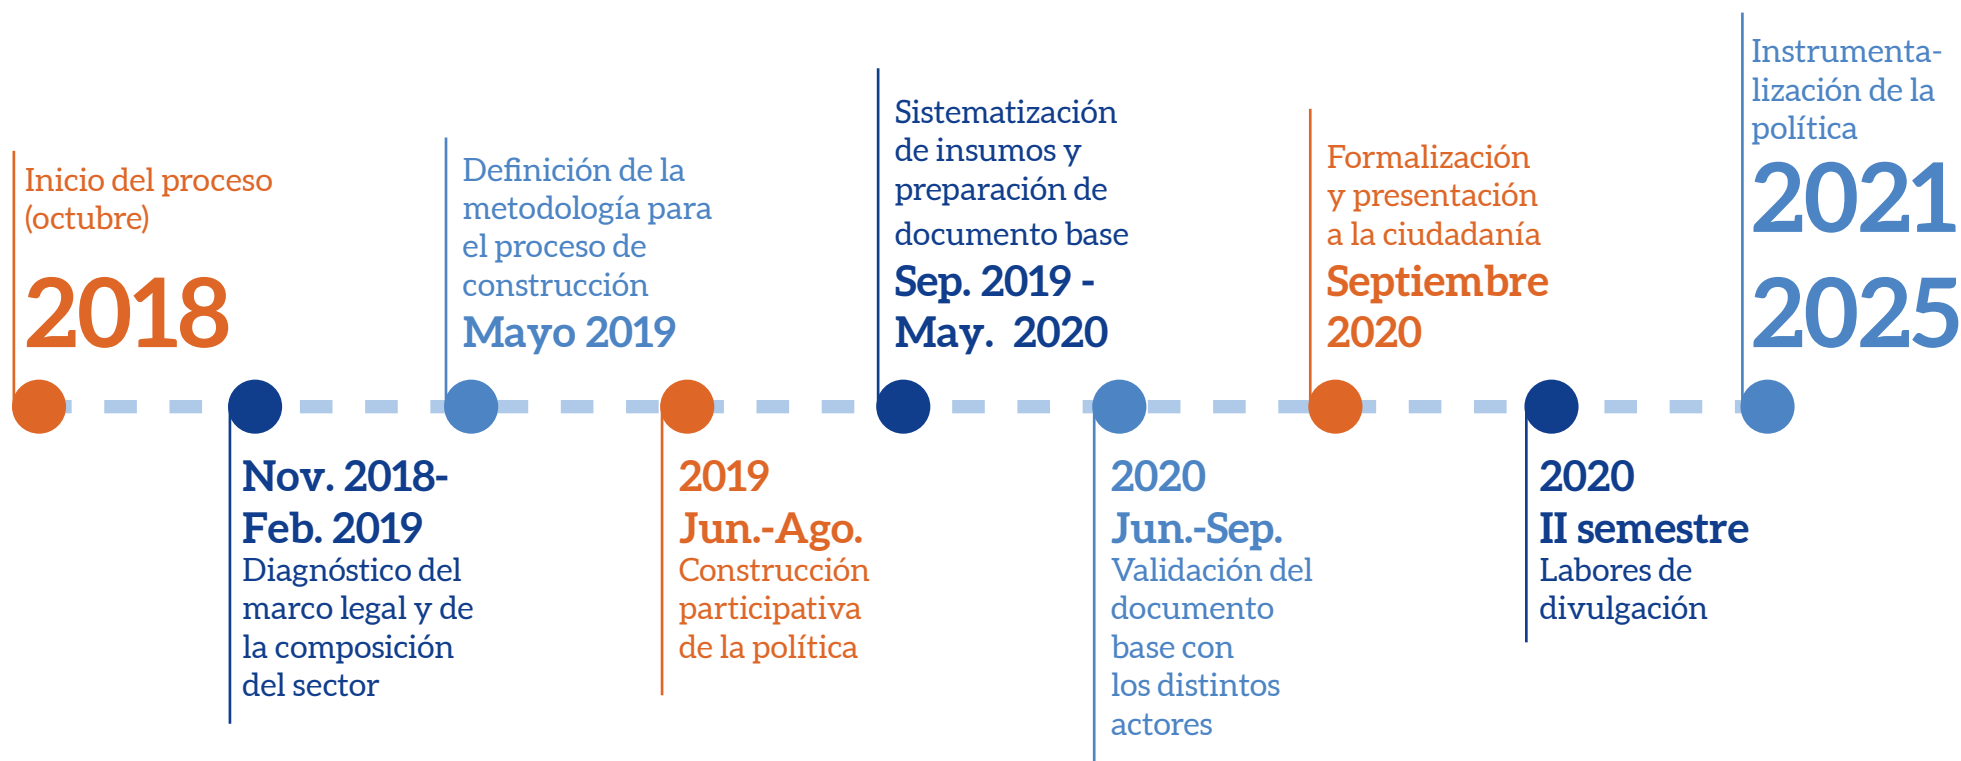 Inicio del proceso
(octubre)
2018
Nov. 2018-
Feb. 2019
Diagnóstico del
marco legal y de
la composición
del sector
Definición de la
metodología para
el proceso de
construcción
Mayo 2019
2019
Jun.-Ago.
Construcción
participativa
de la política
Sistematización
de insumos y
preparación de
documento base
Sep. 2019 -
May. 2020
2020
Jun.-Sep.
Validación del
documento
base con
los distintos
actores
Formalización
y presentación
a la ciudadanía
Septiembre
2020
2020
II semestre
Labores de
divulgación
Instrumenta-
lización de la
política
2021
2025